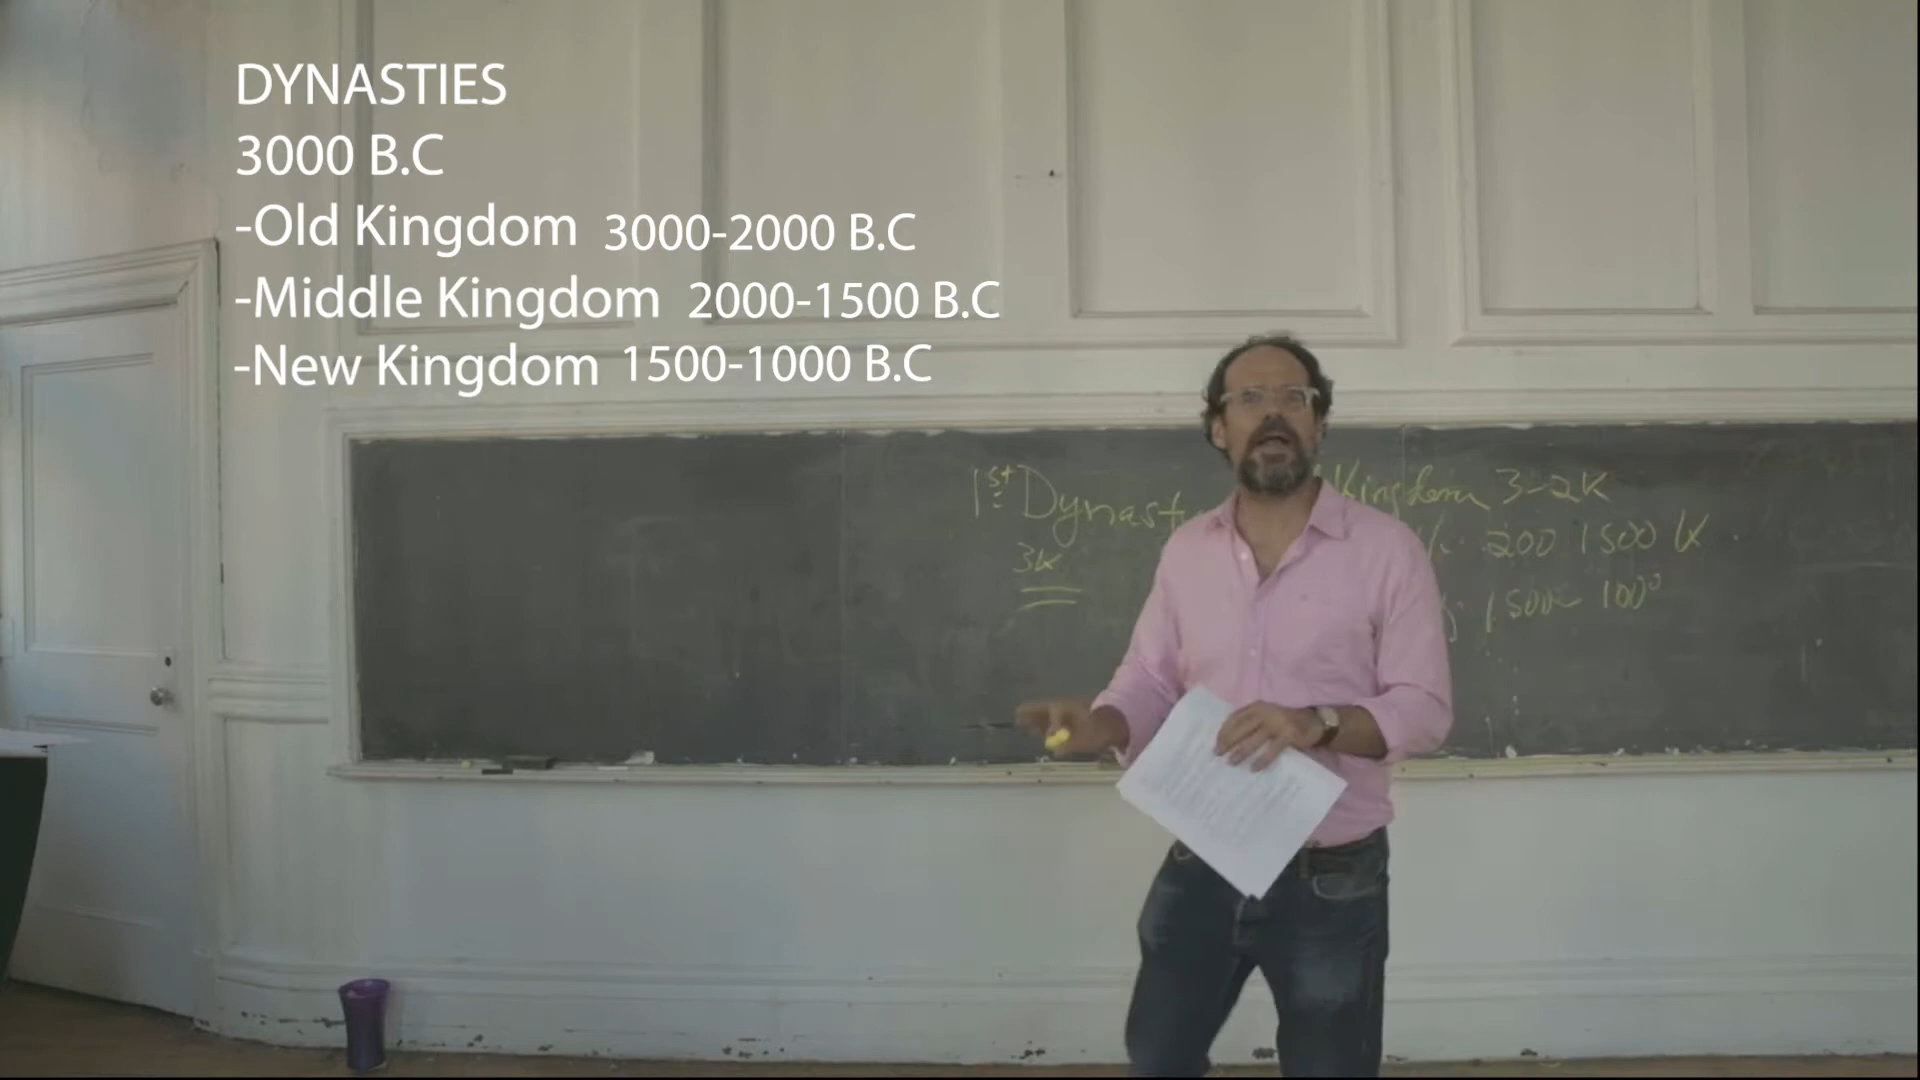 DYNASTIES
3000 B.C
-Old Kingdom 3000-2000 B.C
-Middle Kingdom 2000-1500 B.C
-New Kingdom 1500-1000 B.C
1st Dynasty Kingdom 3-2K
3K 200 1500 K
1500- 1000